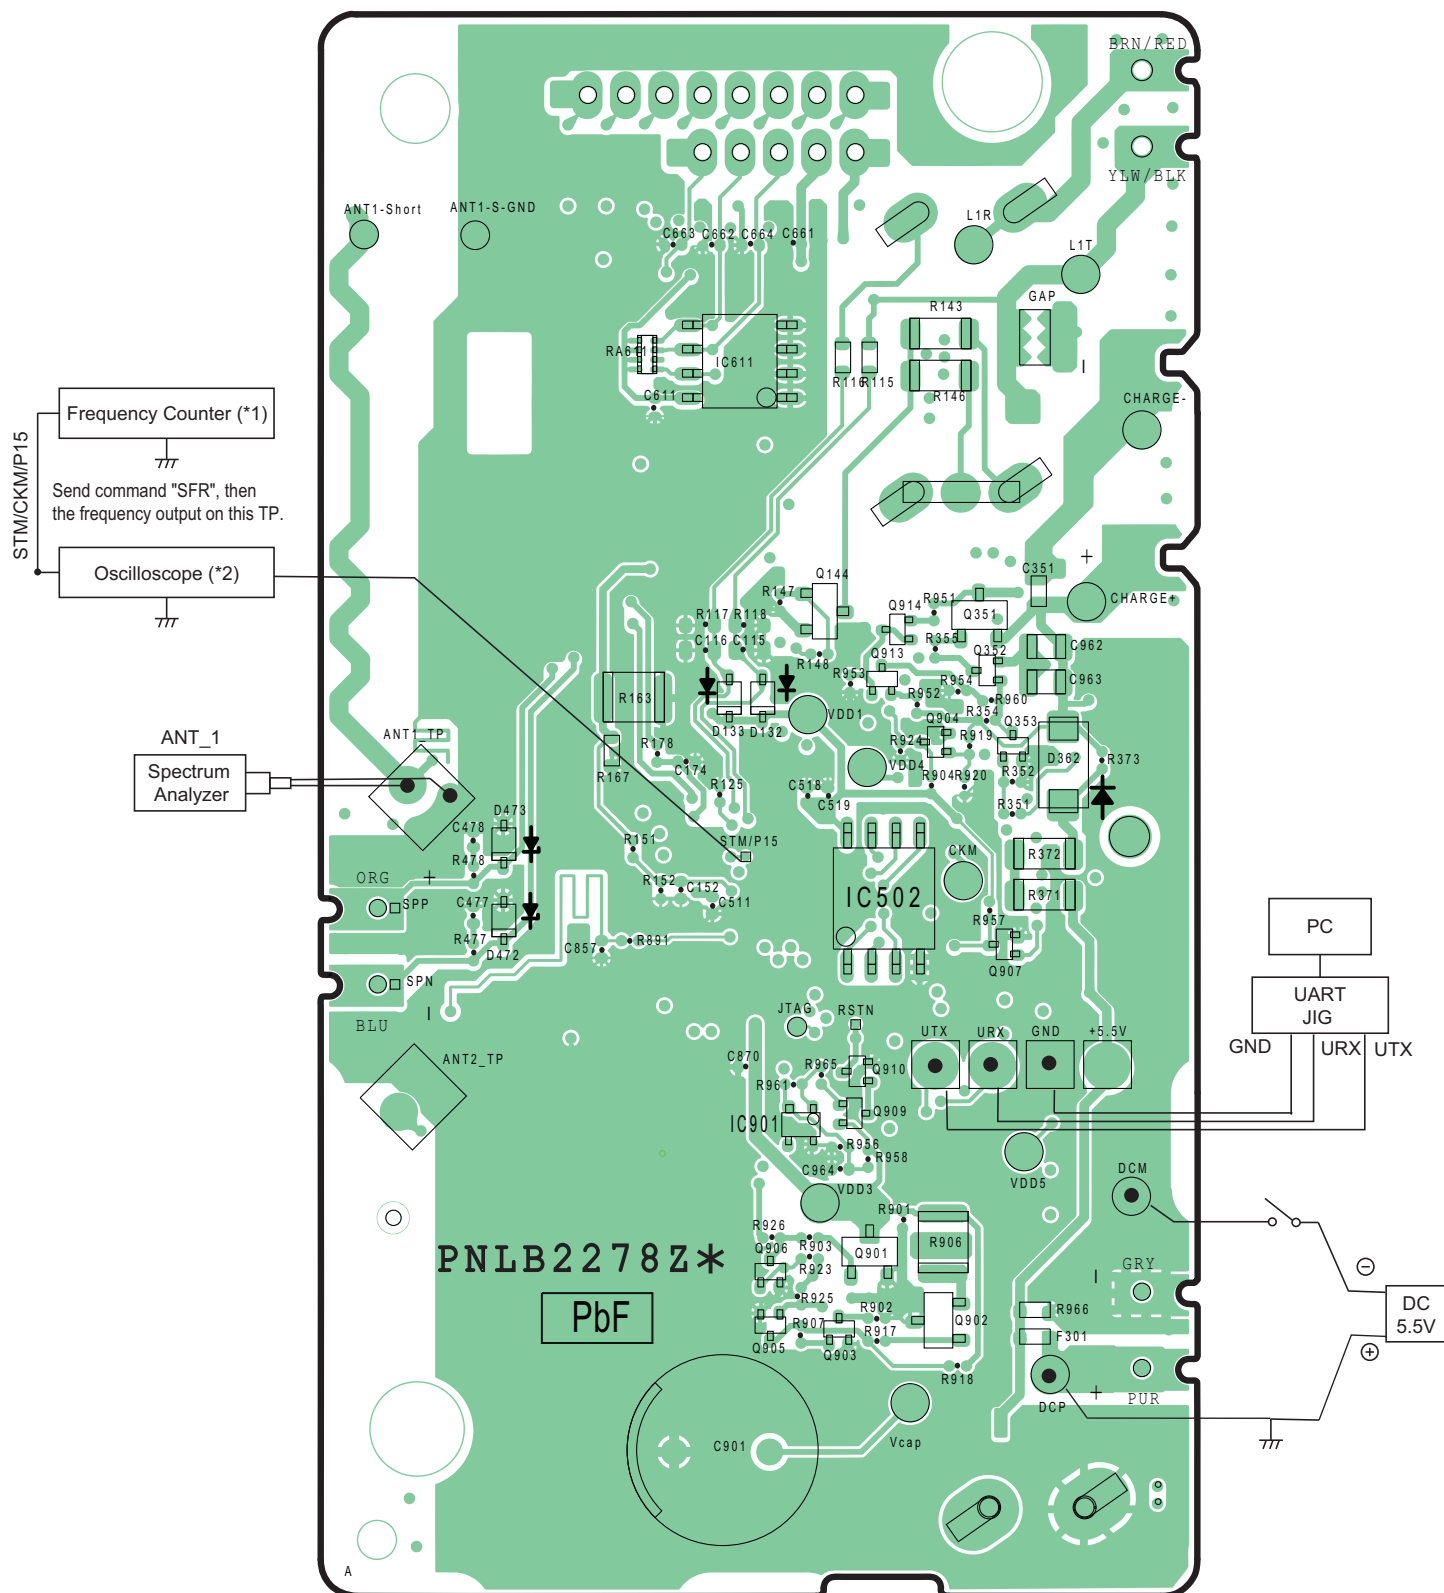 BRN/RED
YLW/BLK
ANT1-Short
ANT1-S-GND
C663
C662
C664
C661
L1R
L1T
GAP
R143
RA611
IC611
R116
R115
R146
C611
CHARGE-
Frequency Counter (*1)
STM/CKM/P15
Send command "SFR", then
the frequency output on this TP.
Oscilloscope (*2)
+
C351
CHARGE+
Q144
R147
Q914
R951
Q351
R117
R118
C116
C115
R355
Q352
C962
R148
Q913
C963
R163
R953
R954
R952
R960
R354
VDD1
Q904
Q353
D133
D132
ANT1_TP
ANT_1
Spectrum
Analyzer
R178
R167
C174
R924
R919
D362
R373
VDD4
R352
R125
C518
C519
R904
R920
R351
D473
C478
R478
R151
STM/P15
CKM
R372
ORG
+
SPP
C477
R152
C152
C511
IC502
R371
R957
R477
D472
C857
R891
Q907
PC
SPN
BLU
UART
JIG
GND
URX
UTX
JTAG
RSTN
UTX
URX
GND
+5.5V
ANT2_TP
C870
R965
R961
Q910
Q909
IC901
R956
R958
C964
VDD5
VDD3
DCM
R901
R926
R903
Q906
R923
Q901
R906
PNLB2278Z*
PbF
GRY
R925
R902
R907
R917
Q902
Q905
Q903
R966
F301
R918
DC
5.5V
DCP
+
PUR
C901
Vcap
A